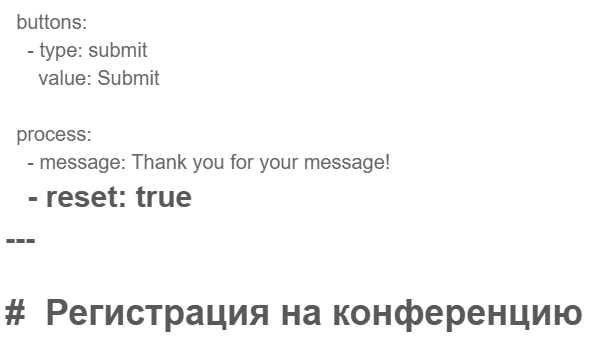 buttons:
- type: submit
value: Submit
process:
- message: Thank you for your message!
- reset: true
---
# Регистрация на конференцию